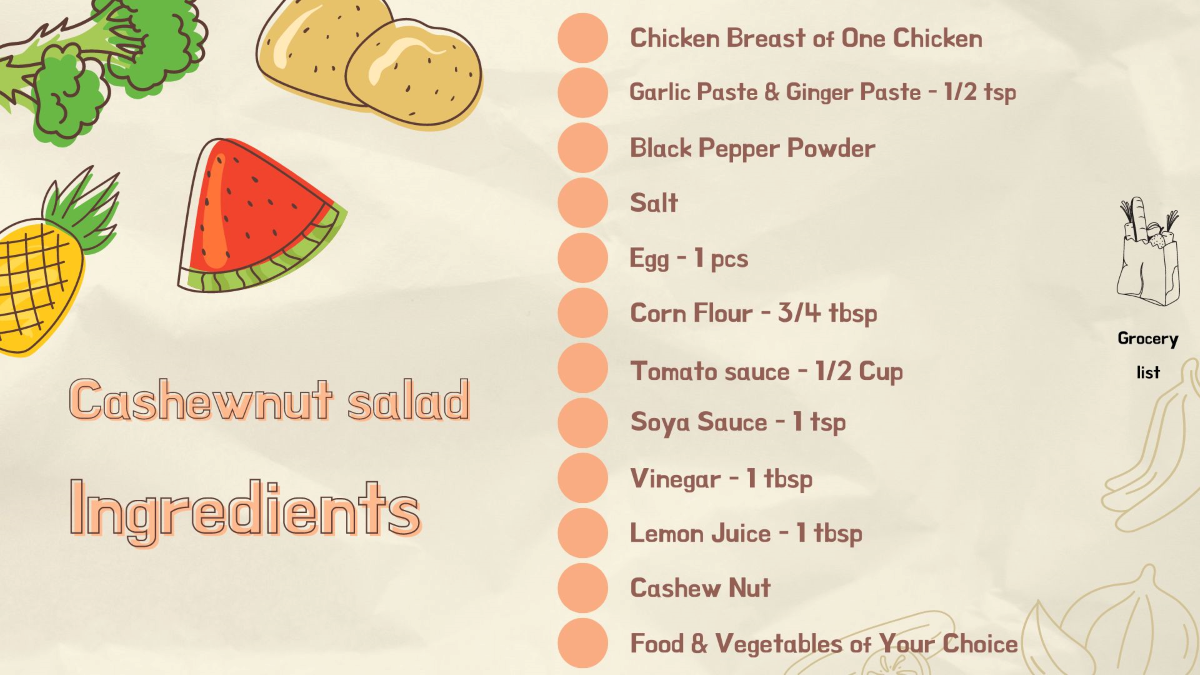 Cashewnut salad
Ingredients
Chicken Breast of One Chicken
Garlic Paste & Ginger Paste - 1/2 tsp
Black Pepper Powder
Salt
Egg - 1 pcs
Corn Flour - 3/4 tbsp
Tomato sauce - 1/2 Cup
Soya Sauce - 1 tsp
Vinegar - 1 tbsp
Lemon Juice - 1 tbsp
Cashew Nut
Food & Vegetables of Your Choice
Grocery
list